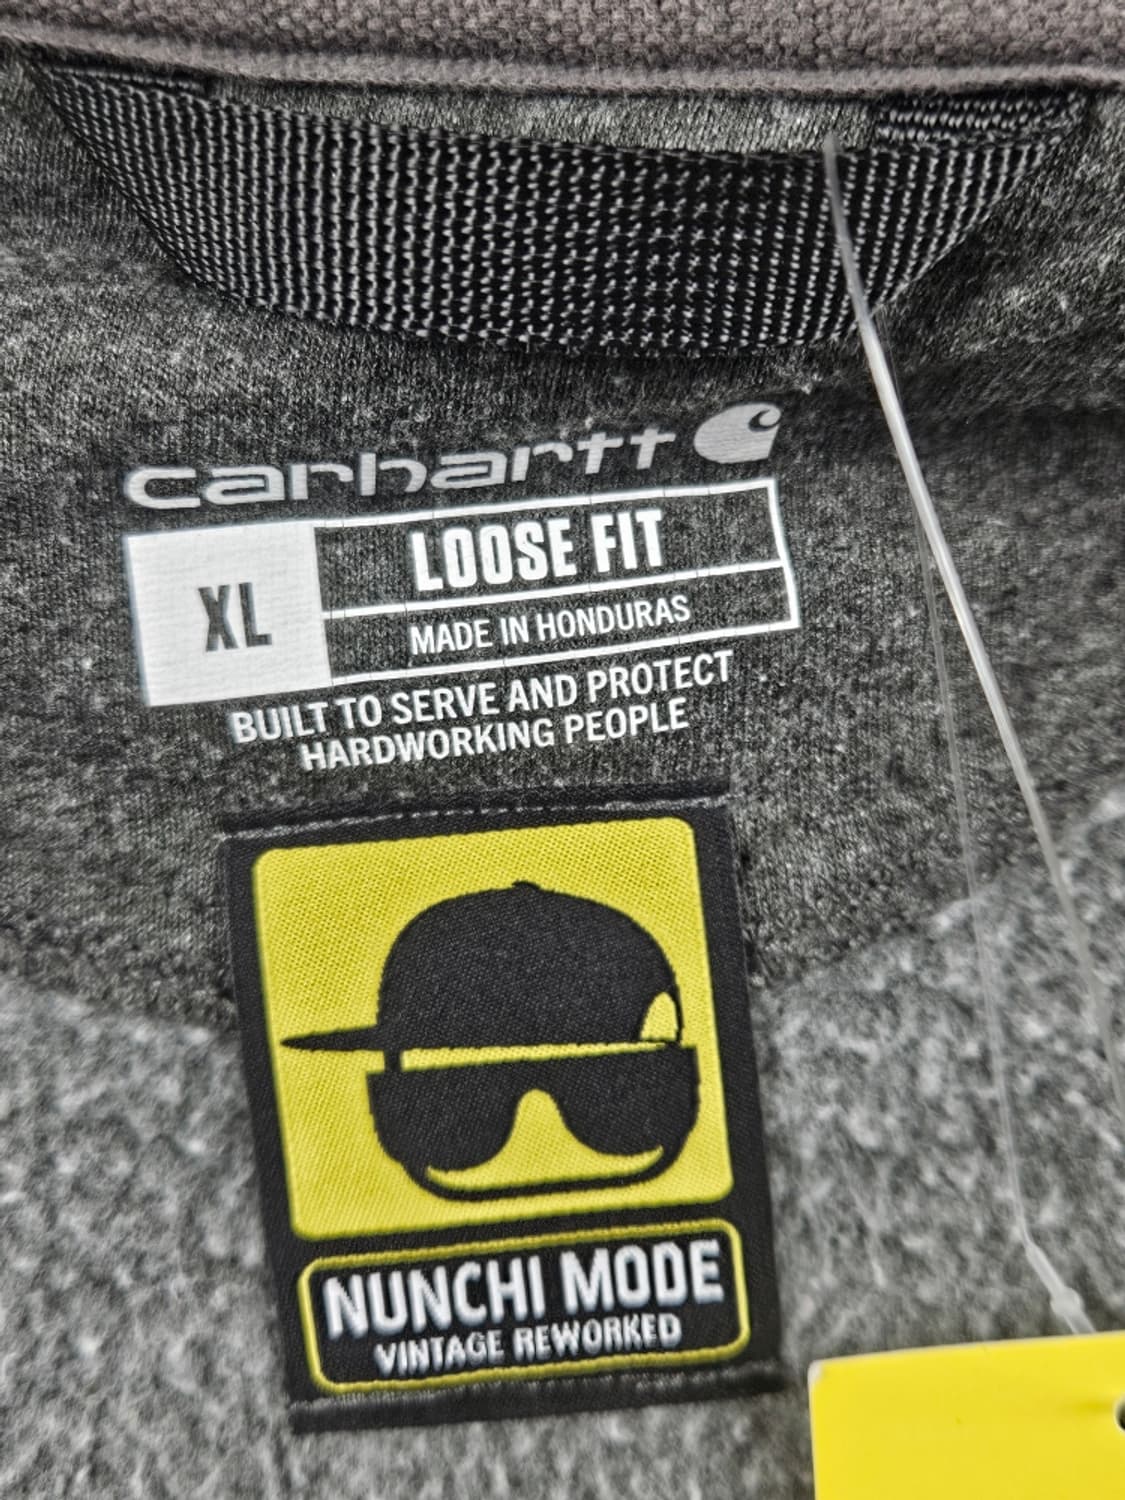 carhartt
XL
LOOSE FIT
MADE IN HONDURAS
BUILT TO SERVE AND PROTECT
HARDWORKING PEOPLE
NUNCHI MODE
VINTAGE REWORKED